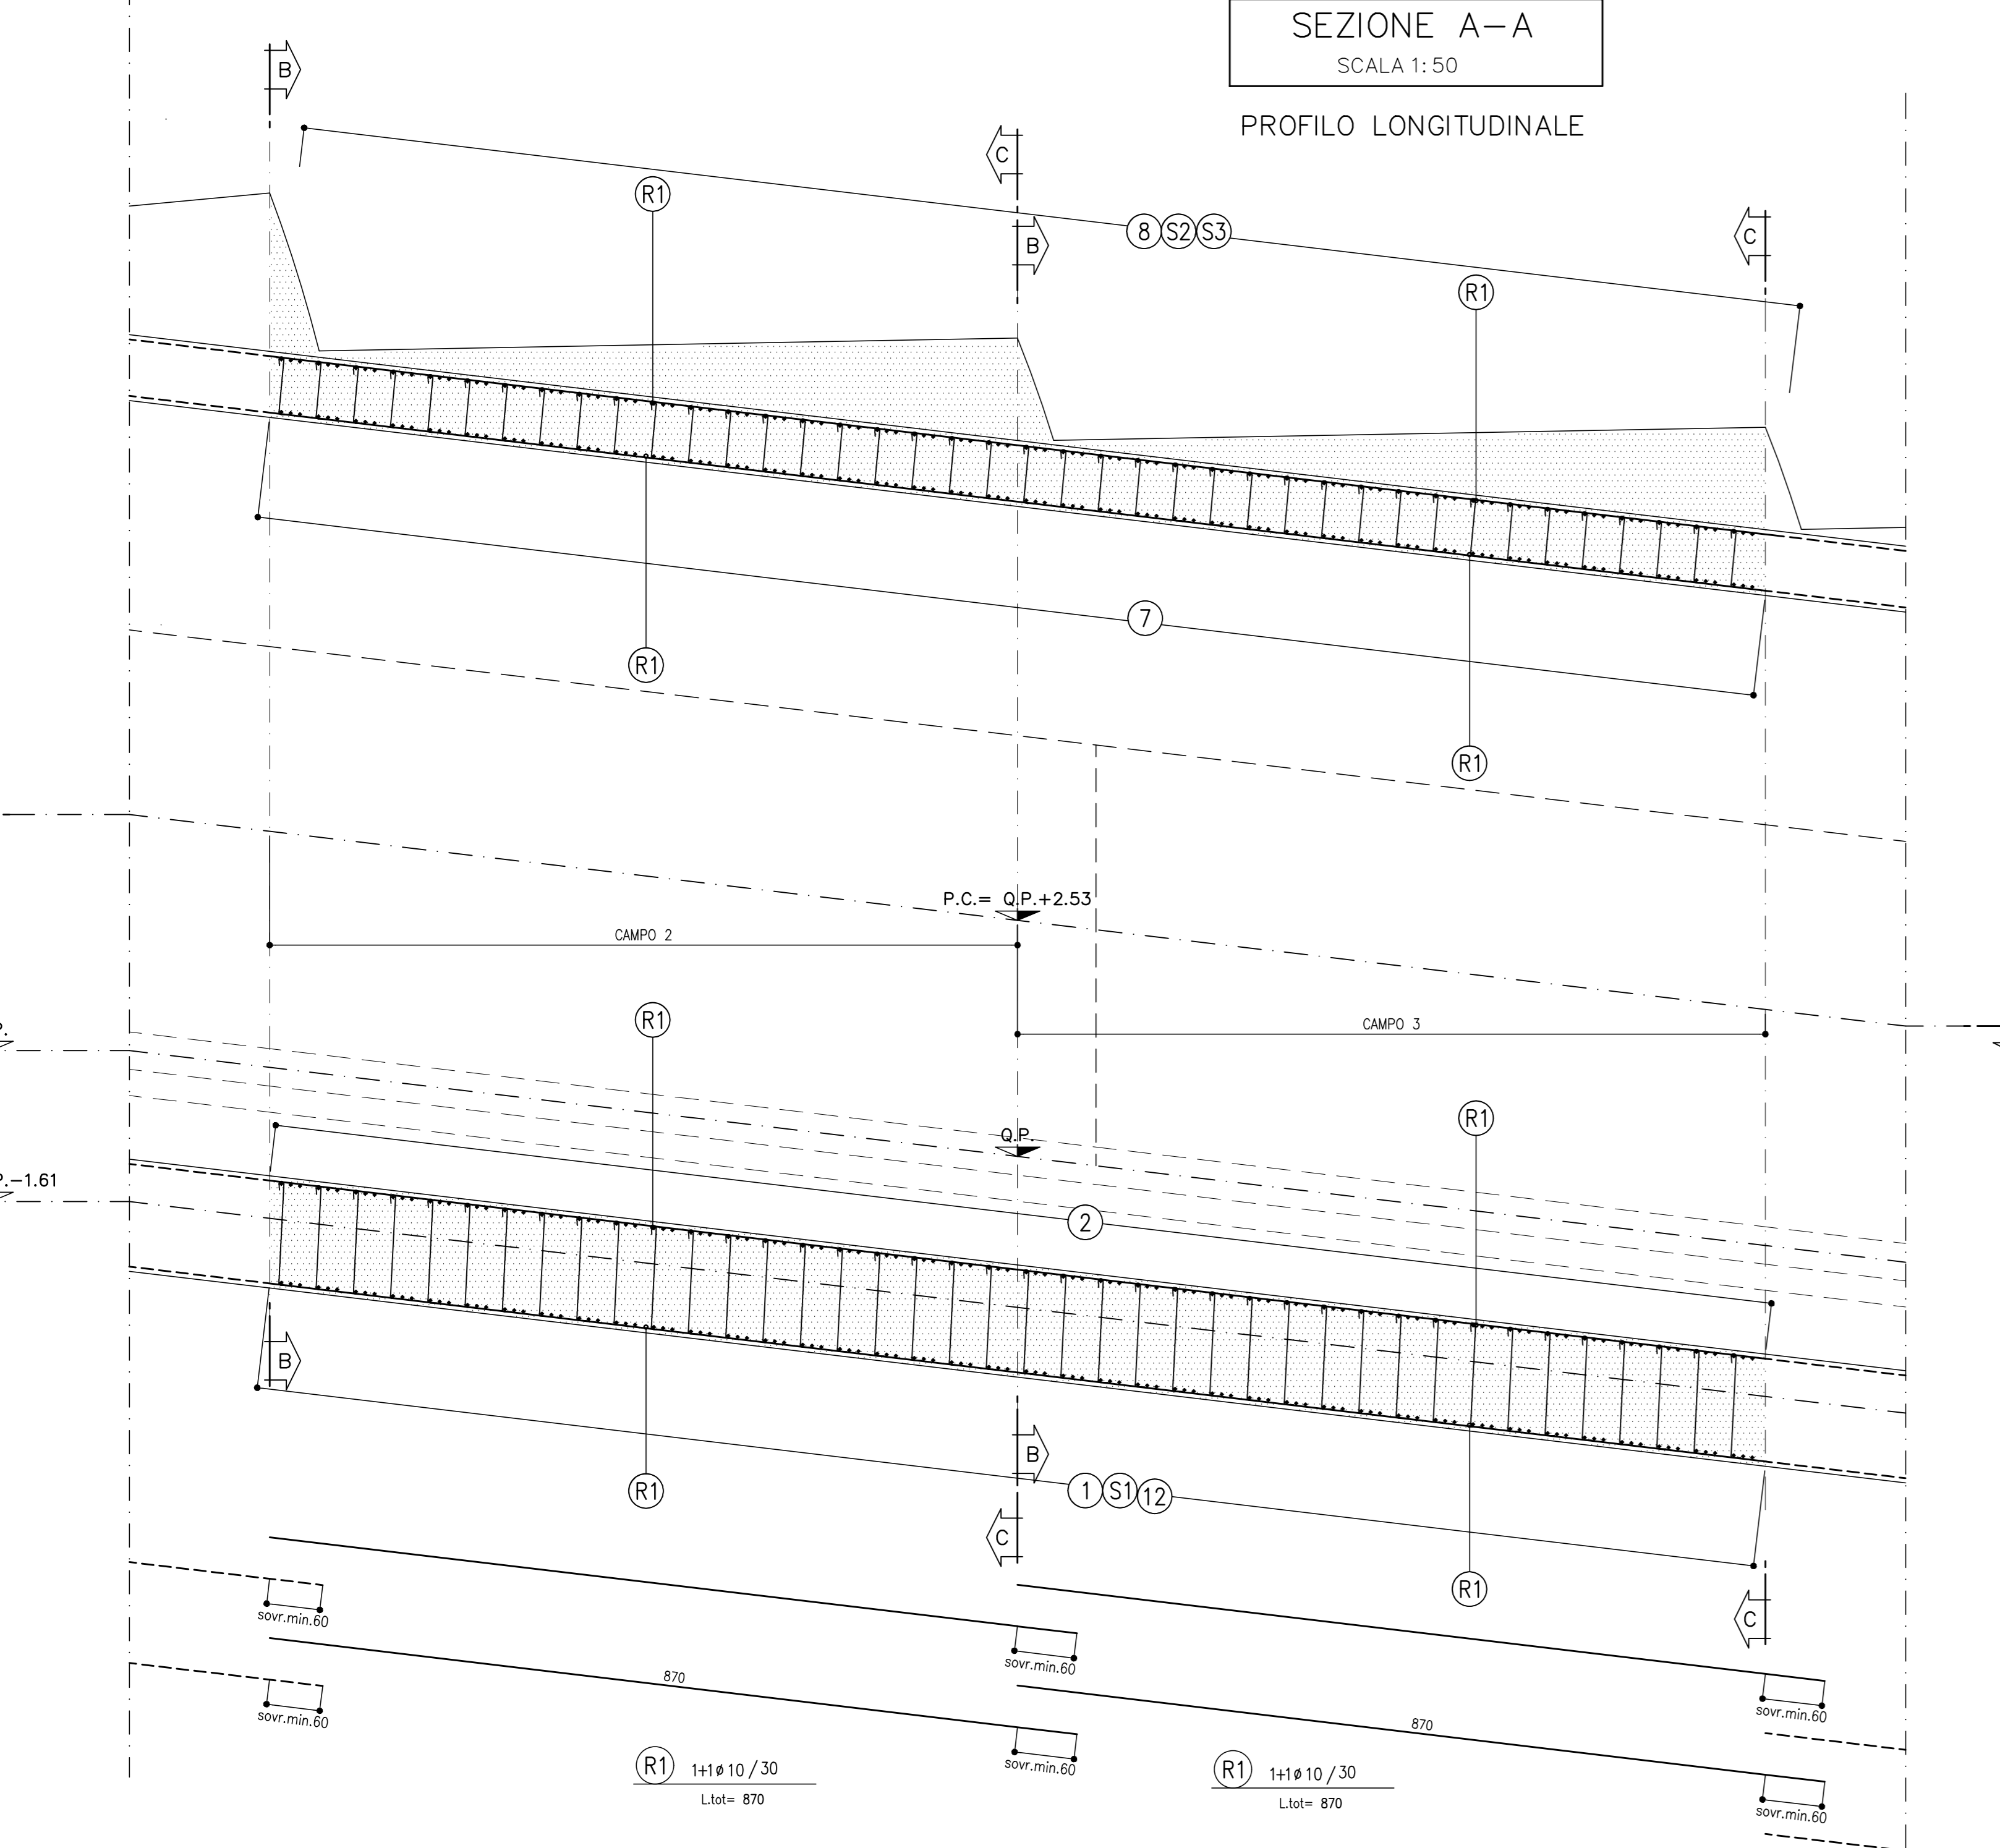 SEZIONE A-A
SCALA 1:50
PROFILO LONGITUDINALE
B
C
R1
8 S2 S3
B
C
R1
7
R1
R1
P.C.= Q.P.+2.53
CAMPO 2
CAMPO 3
R1
R1
Q.P.
P.-1.61
2
B
B
1 S1 12
R1
C
R1
C
sovr.min.60
sovr.min.60
870
sovr.min.60
sovr.min.60
870
sovr.min.60
sovr.min.60
R1 1+1ø10/30
L.tot= 870
R1 1+1ø10/30
L.tot= 870